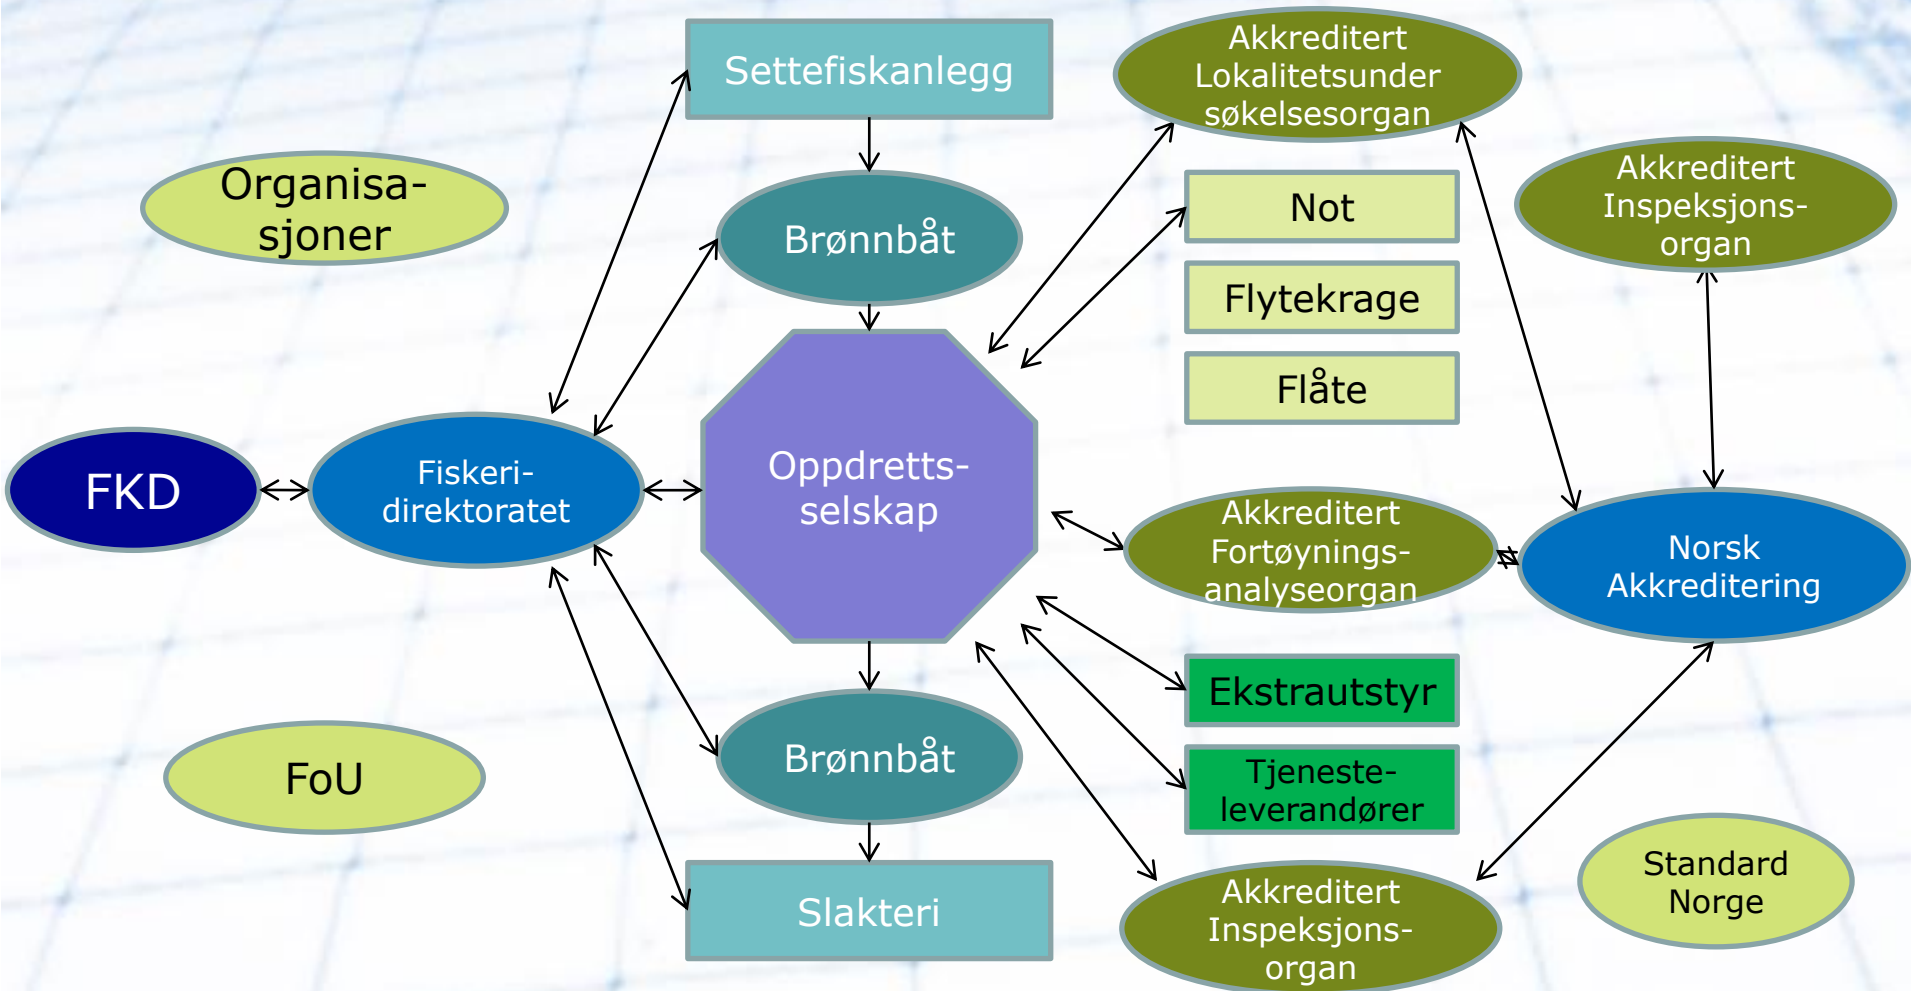 Settefiskanlegg
Akkreditert
Lokalitetsunder
søkelsesorgan
Organisa-
sjoner
Brønnbåt
Not
Akkreditert
Inspeksjons-
organ
Flytekrage
Flåte
FKD
Fiskeri-
direktoratet
Oppdretts-
selskap
Akkreditert
Fortøynings-
analyseorgan
Norsk
Akkreditering
Ekstrautstyr
FoU
Brønnbåt
Tjeneste-
leverandører
Slakteri
Akkreditert
Inspeksjons-
organ
Standard
Norge